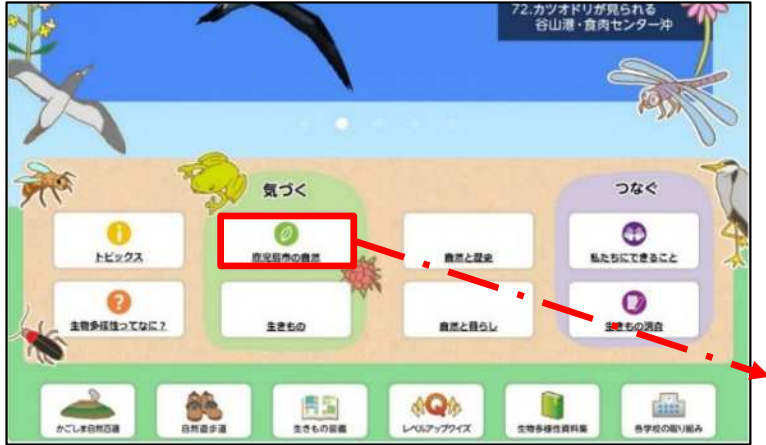 72.カツオドリが見られる
谷山港・食肉センター沖
気づく
つなぐ
トピックス
鹿児島市の自然
自然と歴史
私たちにできること
生物多様性ってなに？
生きもの
自然と暮らし
生きもの調査
かごしま自然百選
自然遊歩道
生きもの図鑑
レベルアップクイズ
生物多様性資料集
各学校の取り組み